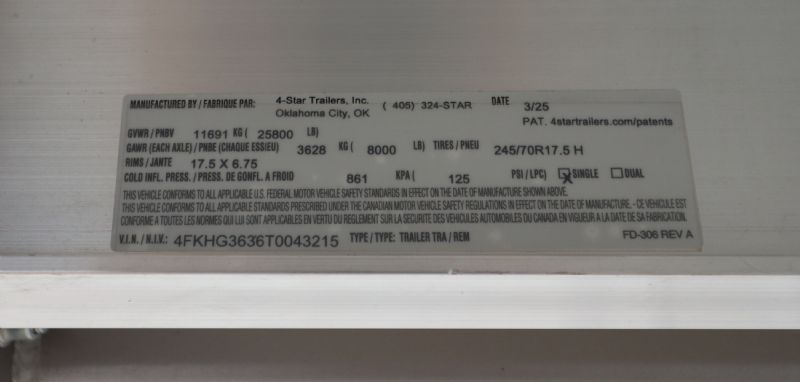 MANUFACTURED BY / FABRIQUE PAR: 4-Star Trailers, Inc. ( 405) 324-STAR DATE 3/25
Oklahoma City, OK PAT. 4startrailers.com/patents
GVWR / PNBV 11691 KG ( 25800 LB)
GAWR (EACH AXLE) / PNBE (CHAQUE ESSIEU) 3628 KG ( 8000 LB) TIRES / PNEU 245/70R17.5 H
RIMS / JANTE 17.5 X 6.75
COLD INFL. PRESS. / PRESS. DE GONFL. A FROID 861 KPA ( 125 PSI / LPC) SINGLE DUAL
THIS VEHICLE CONFORMS TO ALL APPLICABLE U.S. FEDERAL MOTOR VEHICLE SAFETY STANDARDS IN EFFECT ON THE DATE OF MANUFACTURE SHOWN ABOVE.
THIS VEHICLE CONFORMS TO ALL APPLICABLE STANDARDS PRESCRIBED UNDER THE CANADIAN MOTOR VEHICLE SAFETY REGULATIONS IN EFFECT ON THE DATE OF MANUFACTURE - CE VEHICULE EST
CONFORME A TOUTES LES NORMES QUI LUI SONT APPLICABLES EN VERTU DU REGLEMENT SUR LA SECURITE DES VEHICULES AUTOMOBILES DU CANADA EN VIGUEUR A LA DATE DE SA FABRICATION.
V.I.N. / N.I.V.: 4FKHG3636T0043215 TYPE / TYPE: TRAILER TRA / REM FD-306 REV A